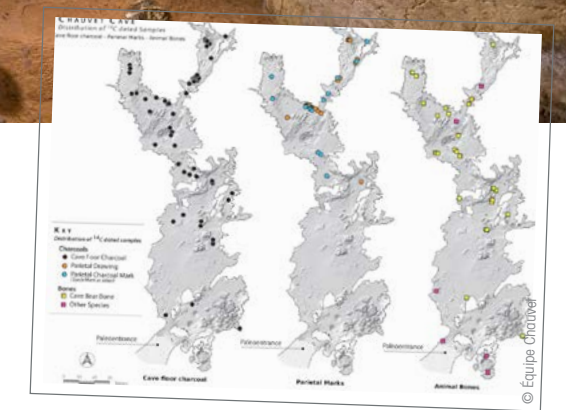 CHAUVET CAVE
Distribution of 14C dated samples
Cave floor charcoal - Parietal Marks - Animal Bones
KEY
Distribution of 14C dated samples
Charcoals
Cave Floor Charcoal
Parietal Drawing
Parietal Charcoal Mark
Bones
Cave Bear Bone
Other Species
Paleoentrance
Paleoentrance
Paleoentrance
Cave floor charcoal
Parietal Marks
Animal Bones
© Équipe Chauvet